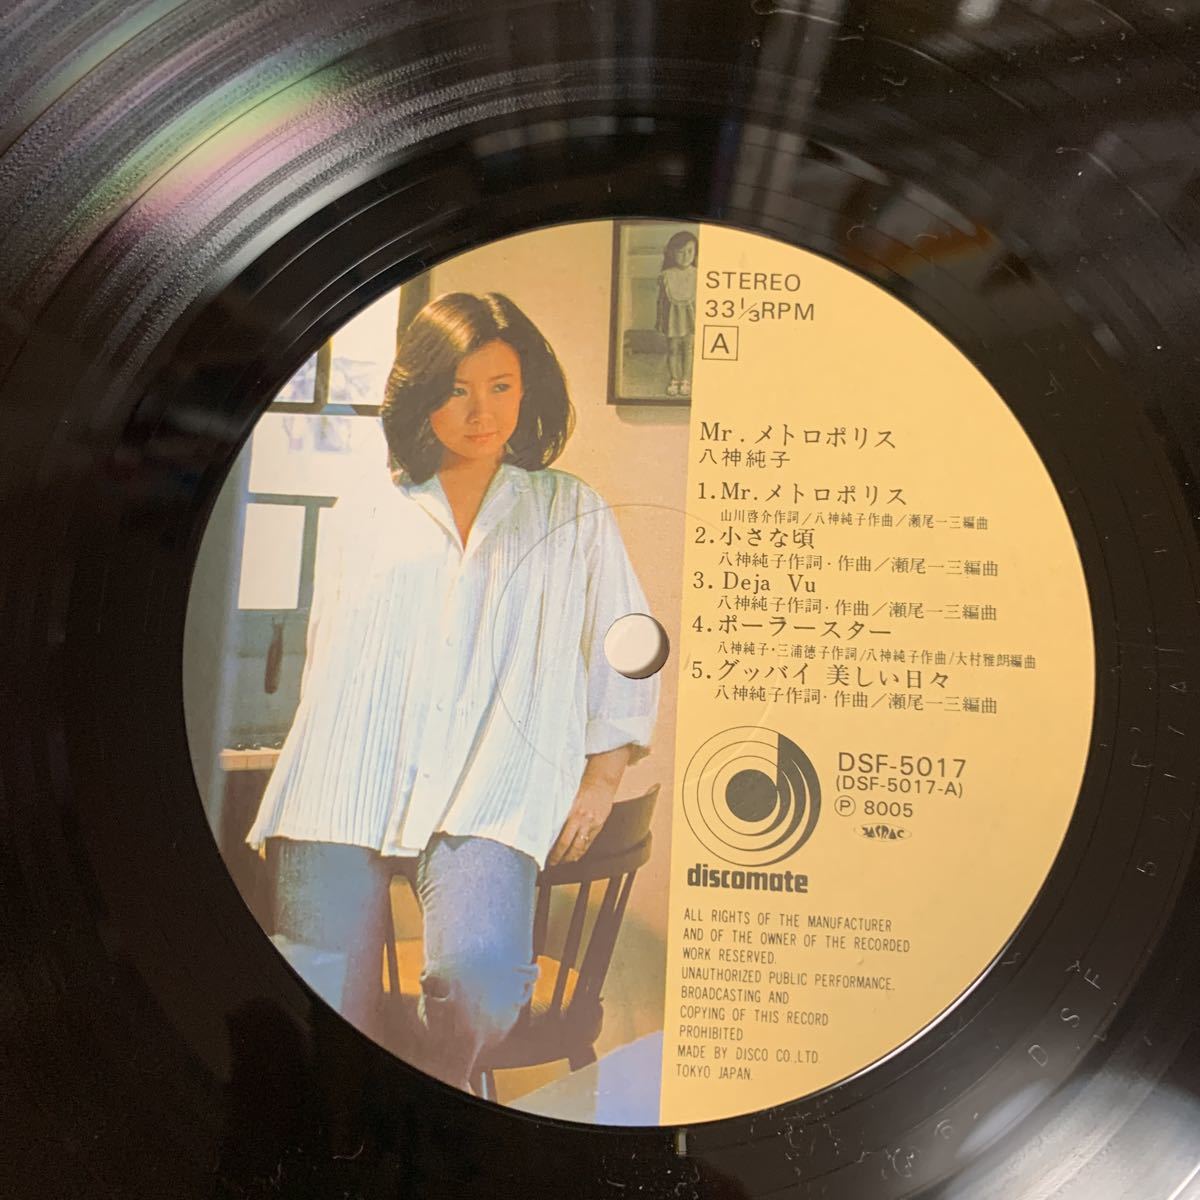 STEREO
33 1/3 RPM
A
Mr.メトロポリス
八神純子
1.Mr.メトロポリス
山川啓介作詞/八神純子作曲/瀬尾一三編曲
2.小さな頃
八神純子作詞・作曲/瀬尾一三編曲
3.Deja Vu
八神純子作詞・作曲/瀬尾一三編曲
4.ポーラースター
八神純子・三浦徳子作詞/八神純子作曲/大村雅朗編曲
5.グッバイ 美しい日々
八神純子作詞・作曲/瀬尾一三編曲
DSF-5017
(DSF-5017-A)
Ⓟ 8005
JASRAC
discomate
ALL RIGHTS OF THE MANUFACTURER
AND OF THE OWNER OF THE RECORDED
WORK RESERVED.
UNAUTHORIZED PUBLIC PERFORMANCE,
BROADCASTING AND
COPYING OF THIS RECORD
PROHIBITED
MADE BY DISCO CO.,LTD.
TOKYO JAPAN.